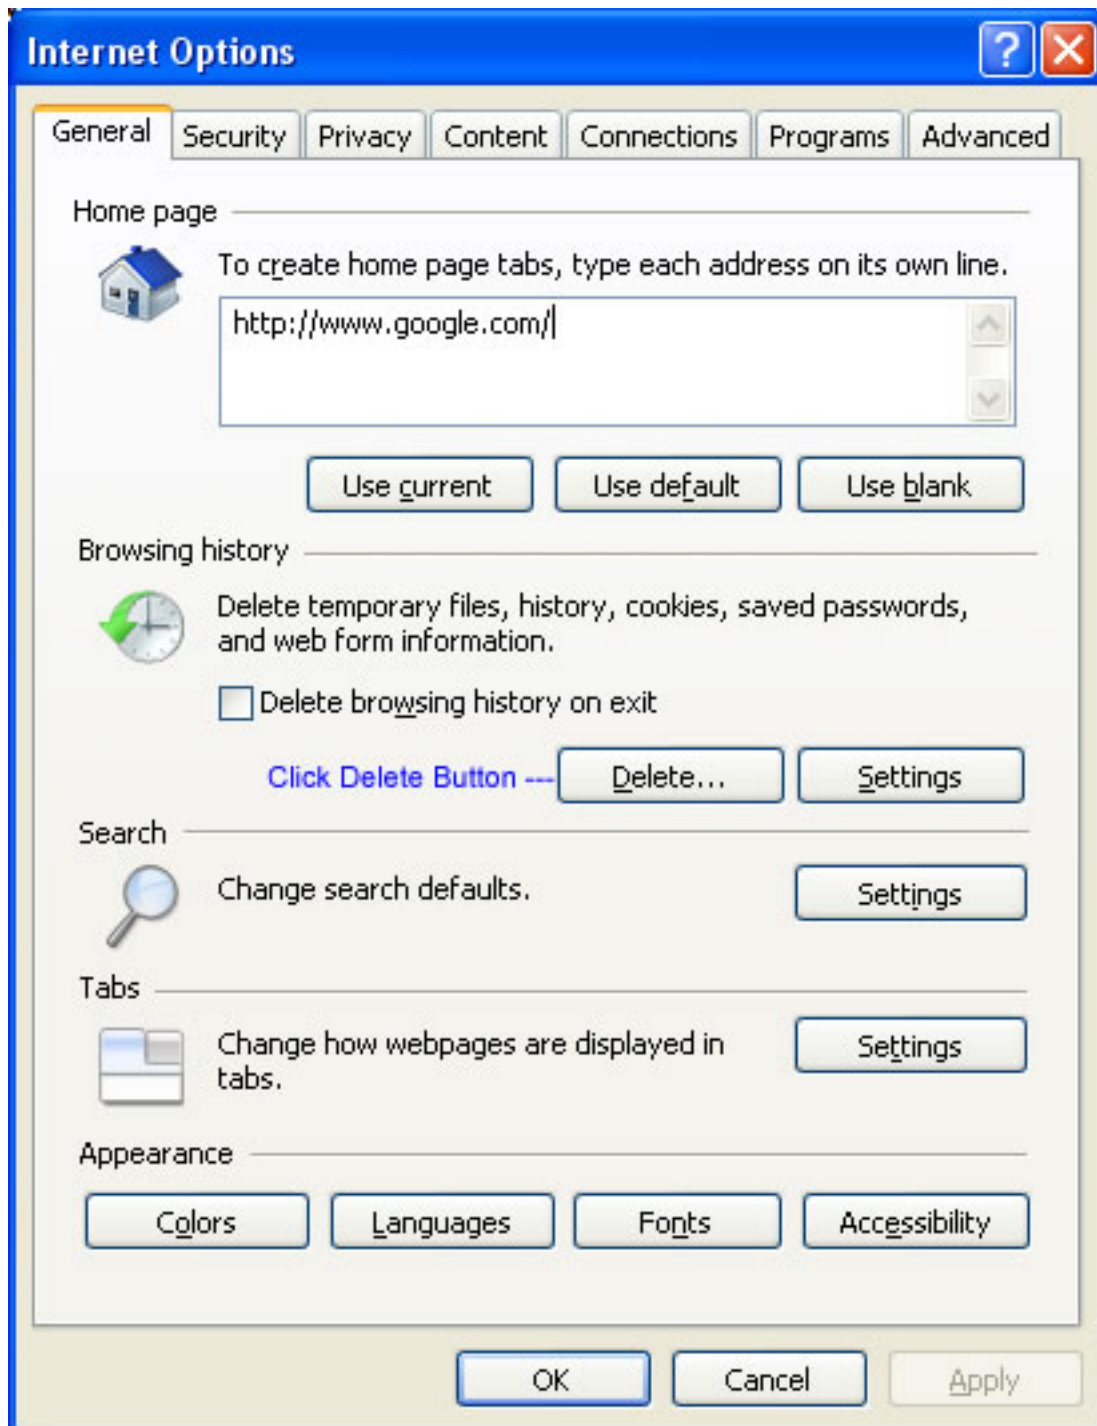 Internet Options
General Security Privacy Content Connections Programs Advanced
Home page
To create home page tabs, type each address on its own line.
http://www.google.com/
Use current Use default Use blank
Browsing history
Delete temporary files, history, cookies, saved passwords,
and web form information.
Delete browsing history on exit
Click Delete Button --- Delete... Settings
Search
Change search defaults. Settings
Tabs
Change how webpages are displayed in Settings
tabs.
Appearance
Colors Languages Fonts Accessibility
OK Cancel Apply